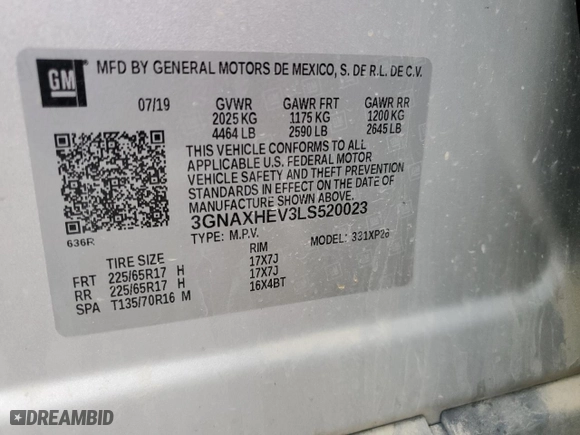 GM
MFD BY GENERAL MOTORS DE MEXICO, S. DE R.L. DE C.V.
07/19 GVWR GAWR FRT GAWR RR
2025 KG 1175 KG 1200 KG
4464 LB 2590 LB 2645 LB
THIS VEHICLE CONFORMS TO ALL
APPLICABLE U.S. FEDERAL MOTOR
VEHICLE SAFETY AND THEFT PREVENTION
STANDARDS IN EFFECT ON THE DATE OF
MANUFACTURE SHOWN ABOVE.
3GNAXHEV3LS520023
636R TYPE: M.P.V. MODEL: 331XP26
TIRE SIZE RIM
FRT 225/65R17 H 17X7J
RR 225/65R17 H 17X7J
SPA T135/70R16 M 16X4BT
DREAMBID